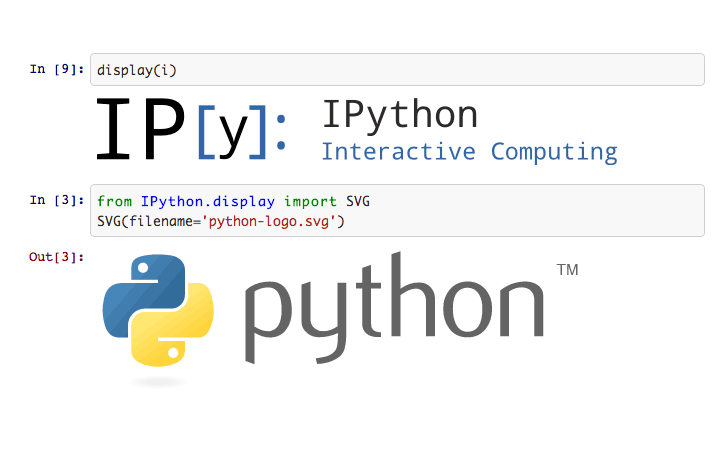 In [9]: display(i)
IP[y]: IPython
Interactive Computing
In [3]: from IPython.display import SVG
SVG(filename='python-logo.svg')
Out[3]:
python TM